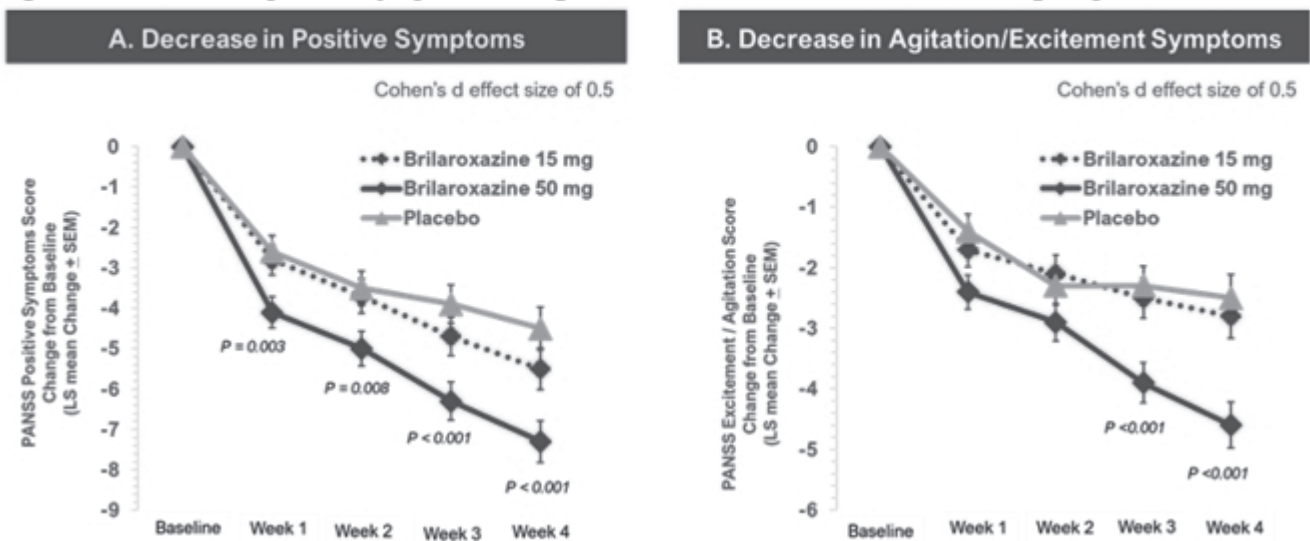 A. Decrease in Positive Symptoms
Cohen's d effect size of 0.5
PANSS Positive Symptoms Score
Change from Baseline
(LS mean Change ± SEM)
0
-1
-2
-3
-4
-5
-6
-7
-8
-9
Brilaroxazine 15 mg
Brilaroxazine 50 mg
Placebo
P = 0.003
P = 0.008
P < 0.001
P < 0.001
Baseline Week 1 Week 2 Week 3 Week 4
B. Decrease in Agitation/Excitement Symptoms
Cohen's d effect size of 0.5
PANSS Excitement / Agitation Score
Change from Baseline
(LS mean Change ± SEM)
0
-1
-2
-3
-4
-5
-6
Brilaroxazine 15 mg
Brilaroxazine 50 mg
Placebo
P <0.001
P <0.001
Baseline Week 1 Week 2 Week 3 Week 4